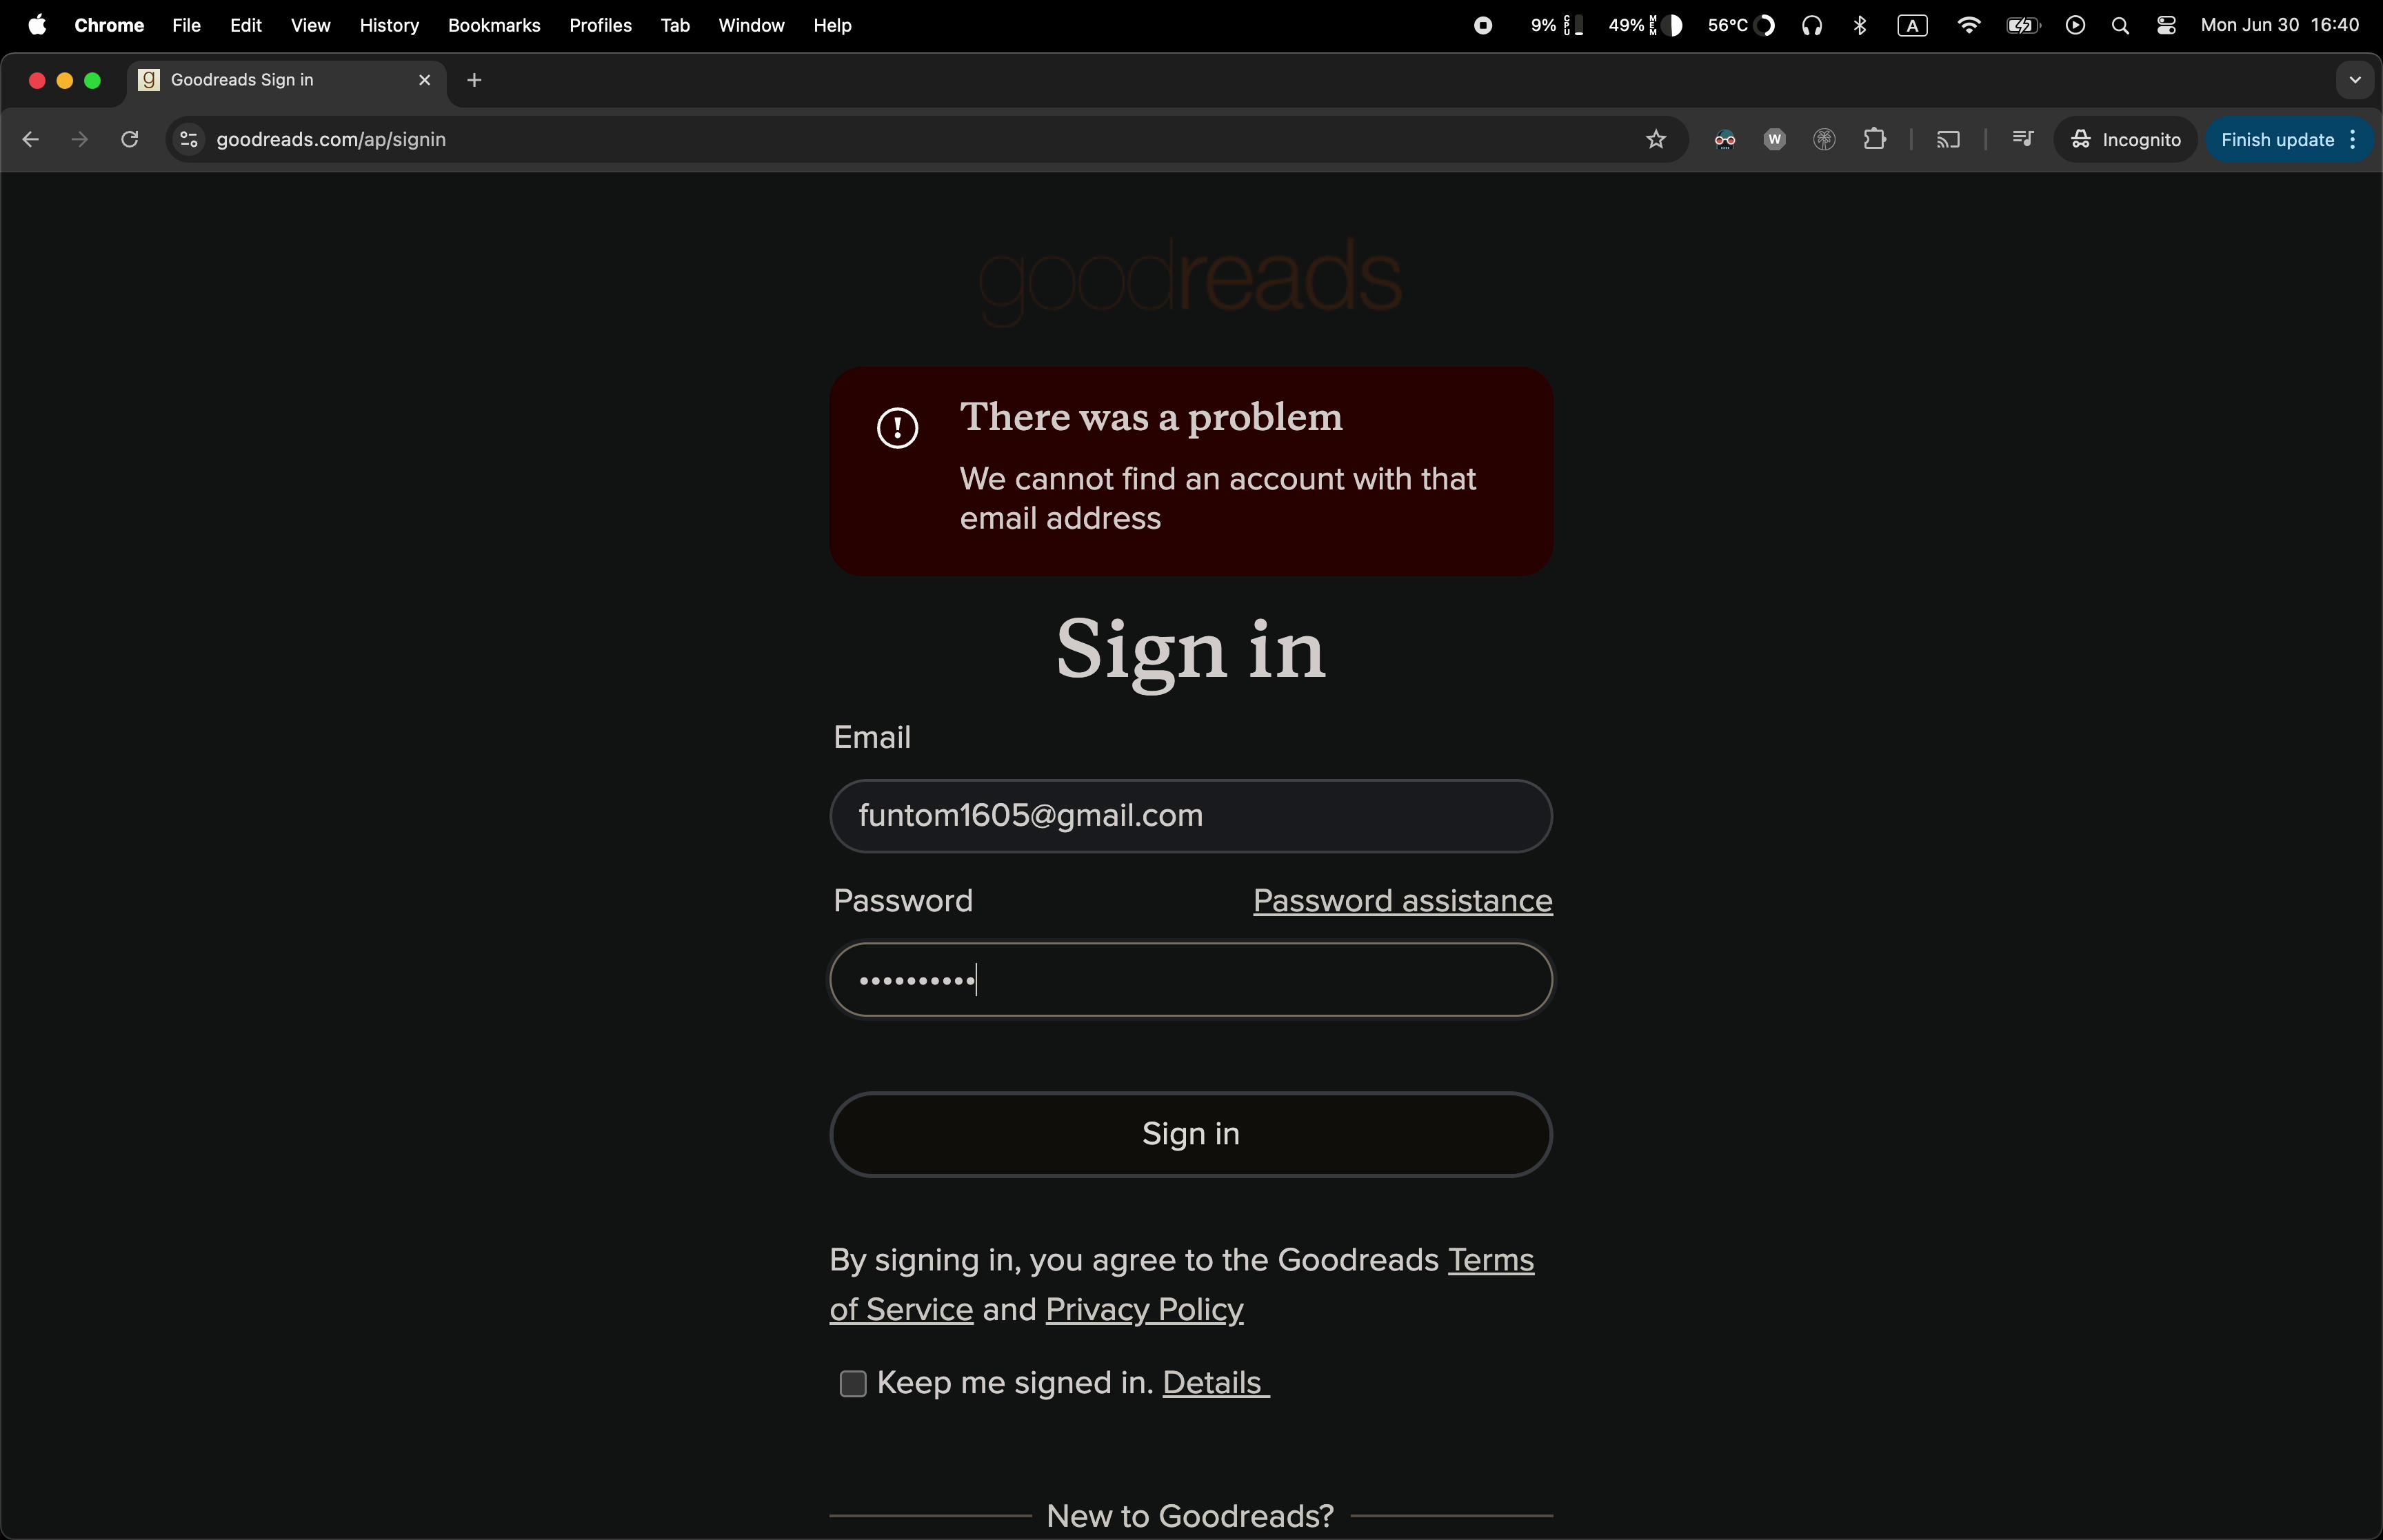 Chrome File Edit View History Bookmarks Profiles Tab Window Help 9% CPU 49% MEM 56°C A Mon Jun 30 16:40
g Goodreads Sign in
goodreads.com/ap/signin W Incognito Finish update
goodreads
There was a problem
We cannot find an account with that
email address
Sign in
Email
funtom1605@gmail.com
Password Password assistance
••••••••••
Sign in
By signing in, you agree to the Goodreads Terms
of Service and Privacy Policy
Keep me signed in. Details
New to Goodreads?